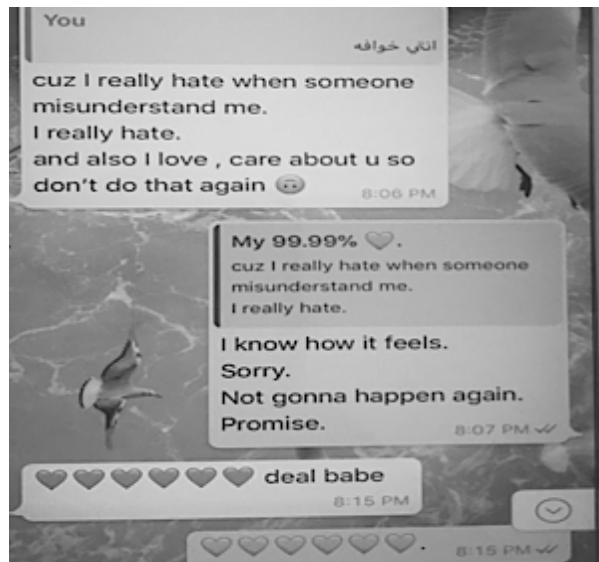 You
اناني خوافه
cuz I really hate when someone
misunderstand me.
I really hate.
and also I love , care about u so
don't do that again 🙃
8:06 PM
My 99.99% 🤍.
cuz I really hate when someone
misunderstand me.
I really hate.
I know how it feels.
Sorry.
Not gonna happen again.
Promise.
8:07 PM
🤍🤍🤍🤍🤍🤍 deal babe
8:15 PM
🤍🤍🤍🤍🤍🤍.
8:15 PM